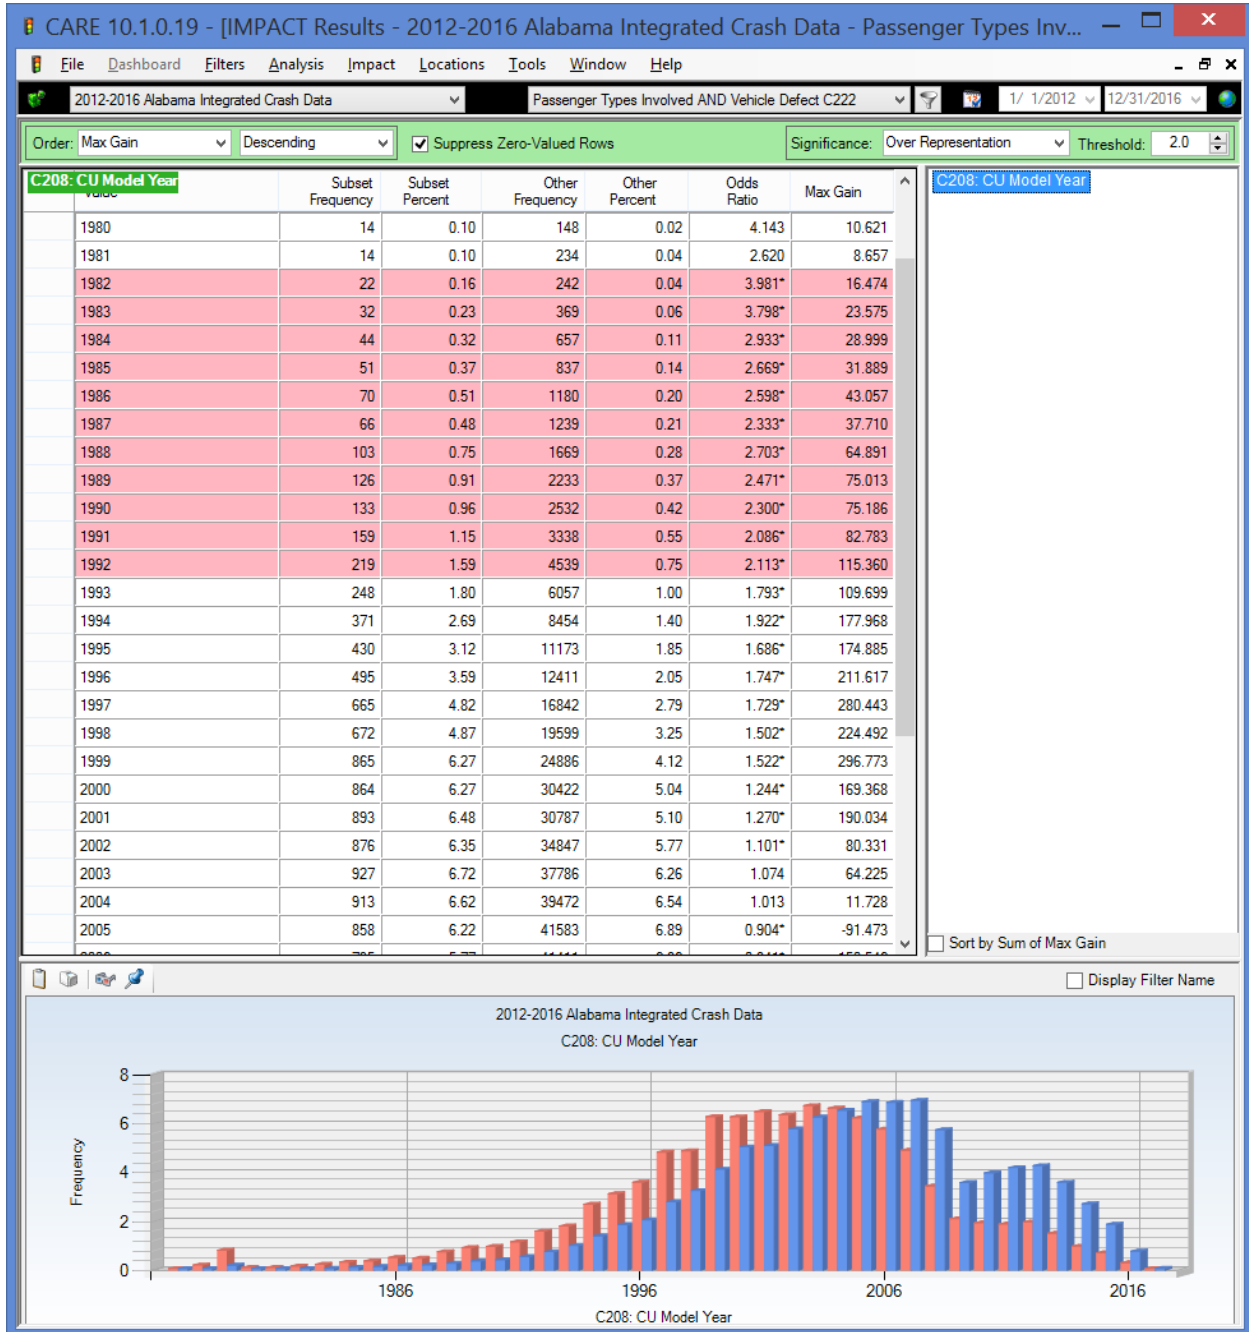 CARE 10.1.0.19 - [IMPACT Results - 2012-2016 Alabama Integrated Crash Data - Passenger Types Inv...
File Dashboard Filters Analysis Impact Locations Tools Window Help
2012-2016 Alabama Integrated Crash Data Passenger Types Involved AND Vehicle Defect C222 1/ 1/2012 12/31/2016
Order: Max Gain Descending Suppress Zero-Valued Rows Significance: Over Representation Threshold: 2.0
C208: CU Model Year Subset Frequency Subset Percent Other Frequency Other Percent Odds Ratio Max Gain C208: CU Model Year
1980 14 0.10 148 0.02 4.143 10.621
1981 14 0.10 234 0.04 2.620 8.657
1982 22 0.16 242 0.04 3.981* 16.474
1983 32 0.23 369 0.06 3.798* 23.575
1984 44 0.32 657 0.11 2.933* 28.999
1985 51 0.37 837 0.14 2.669* 31.889
1986 70 0.51 1180 0.20 2.598* 43.057
1987 66 0.48 1239 0.21 2.333* 37.710
1988 103 0.75 1669 0.28 2.703* 64.891
1989 126 0.91 2233 0.37 2.471* 75.013
1990 133 0.96 2532 0.42 2.300* 75.186
1991 159 1.15 3338 0.55 2.086* 82.783
1992 219 1.59 4539 0.75 2.113* 115.360
1993 248 1.80 6057 1.00 1.793* 109.699
1994 371 2.69 8454 1.40 1.922* 177.968
1995 430 3.12 11173 1.85 1.686* 174.885
1996 495 3.59 12411 2.05 1.747* 211.617
1997 665 4.82 16842 2.79 1.729* 280.443
1998 672 4.87 19599 3.25 1.502* 224.492
1999 865 6.27 24886 4.12 1.522* 296.773
2000 864 6.27 30422 5.04 1.244* 169.368
2001 893 6.48 30787 5.10 1.270* 190.034
2002 876 6.35 34847 5.77 1.101* 80.331
2003 927 6.72 37786 6.26 1.074 64.225
2004 913 6.62 39472 6.54 1.013 11.728
2005 858 6.22 41583 6.89 0.904* -91.473
Sort by Sum of Max Gain
Display Filter Name
2012-2016 Alabama Integrated Crash Data
C208: CU Model Year
8
6
4
2
0
Frequency
1986 1996 2006 2016
C208: CU Model Year